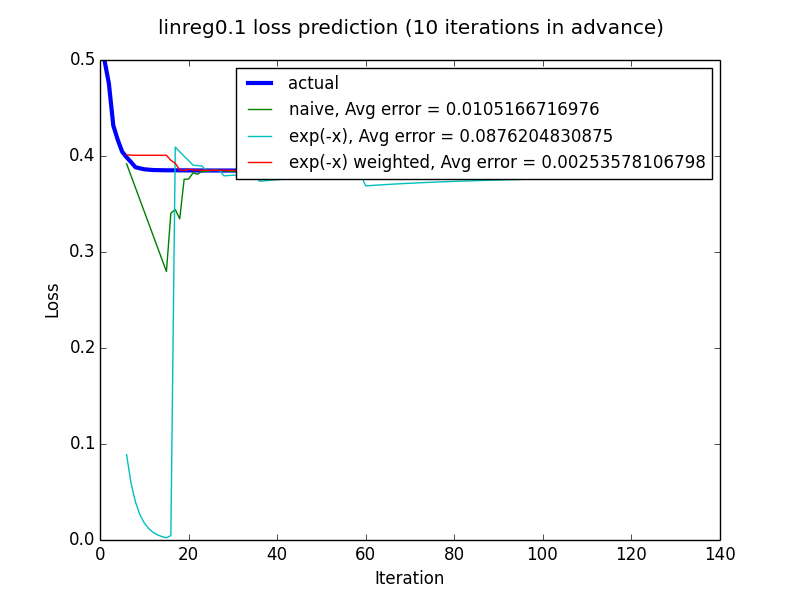 linreg0.1 loss prediction (10 iterations in advance)
actual
naive, Avg error = 0.0105166716976
exp(-x), Avg error = 0.0876204830875
exp(-x) weighted, Avg error = 0.00253578106798
0.5
0.4
0.3
0.2
0.1
0.0
Loss
0 20 40 60 80 100 120 140
Iteration